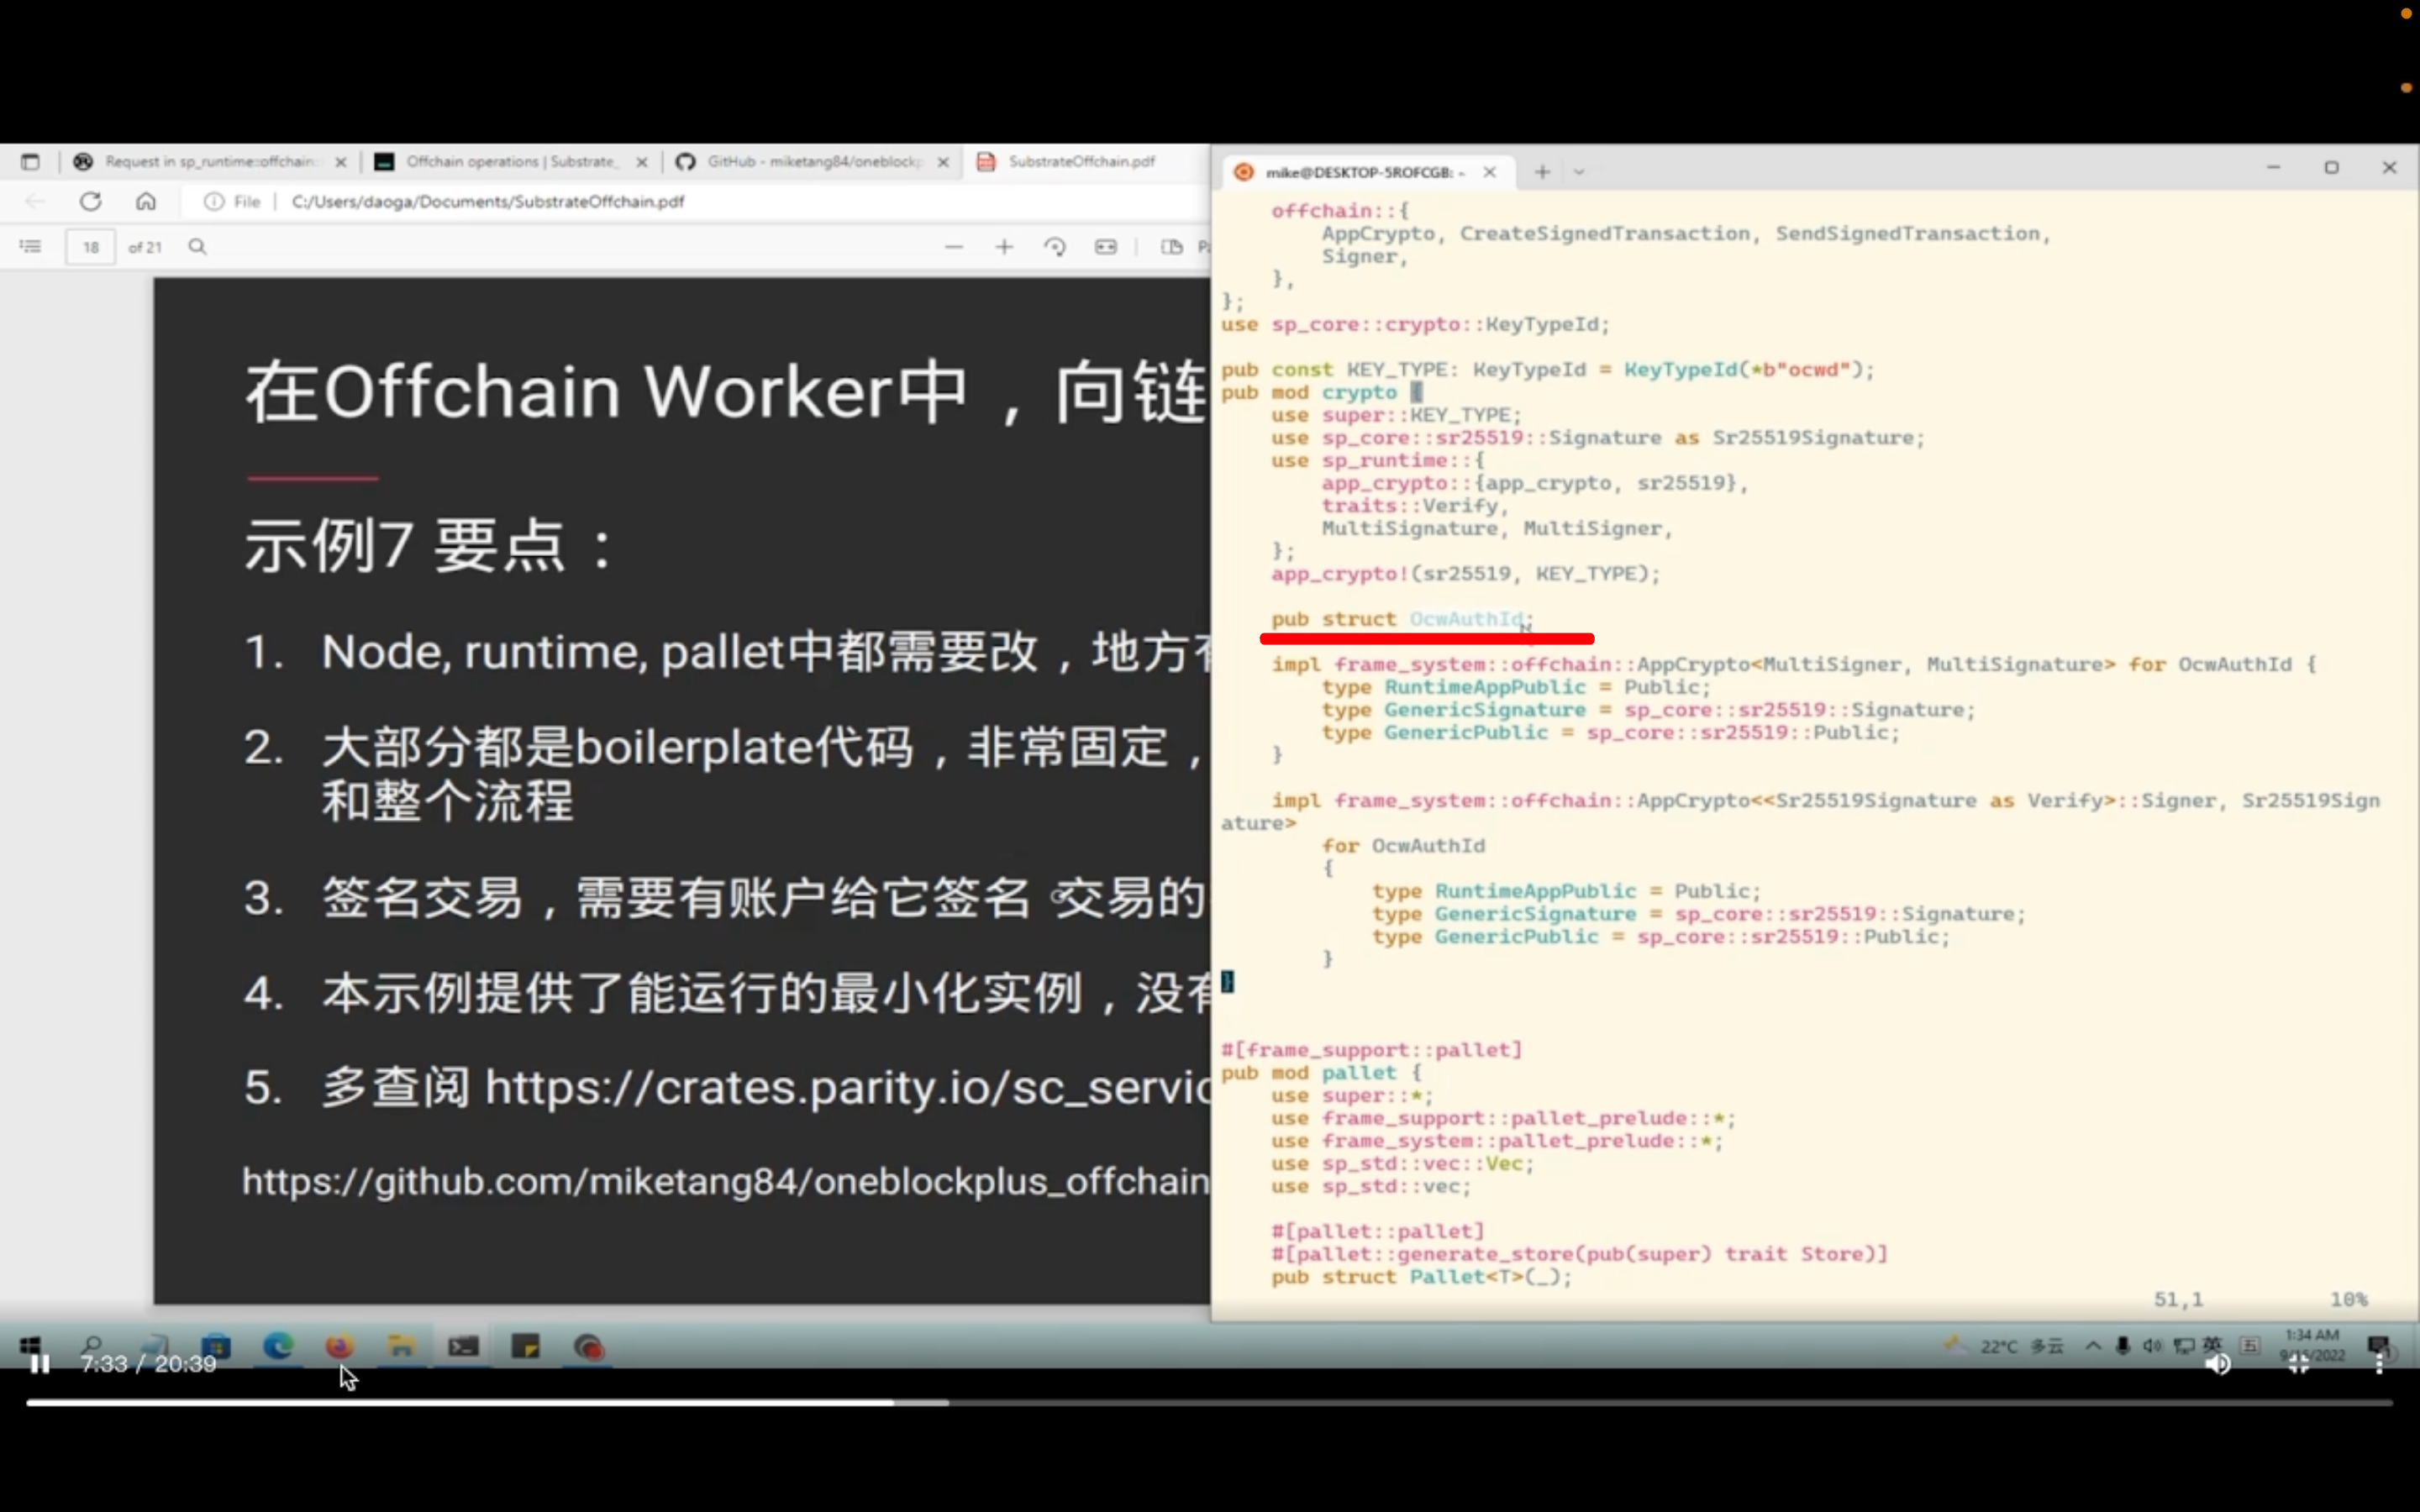 Request in sp_runtime::offchain:
Offchain operations | Substrate_
GitHub - miketang84/oneblockp
SubstrateOffchain.pdf
File | C:/Users/daoga/Documents/SubstrateOffchain.pdf
18 of 21
在Offchain Worker中，向链
示例7 要点：
1. Node, runtime, pallet中都需要改，地方有
2. 大部分都是boilerplate代码，非常固定，
和整个流程
3. 签名交易，需要有账户给它签名 交易的
4. 本示例提供了能运行的最小化实例，没有
5. 多查阅 https://crates.parity.io/sc_servic
https://github.com/miketang84/oneblockplus_offchain
mike@DESKTOP-5ROFCGB: ~
offchain::{
AppCrypto, CreateSignedTransaction, SendSignedTransaction,
Signer,
},
};
use sp_core::crypto::KeyTypeId;
pub const KEY_TYPE: KeyTypeId = KeyTypeId(*b"ocwd");
pub mod crypto {
use super::KEY_TYPE;
use sp_core::sr25519::Signature as Sr25519Signature;
use sp_runtime::{
app_crypto::{app_crypto, sr25519},
traits::Verify,
MultiSignature, MultiSigner,
};
app_crypto!(sr25519, KEY_TYPE);
pub struct OcwAuthId;
impl frame_system::offchain::AppCrypto<MultiSigner, MultiSignature> for OcwAuthId {
type RuntimeAppPublic = Public;
type GenericSignature = sp_core::sr25519::Signature;
type GenericPublic = sp_core::sr25519::Public;
}
impl frame_system::offchain::AppCrypto<<Sr25519Signature as Verify>::Signer, Sr25519Sign
ature>
for OcwAuthId
{
type RuntimeAppPublic = Public;
type GenericSignature = sp_core::sr25519::Signature;
type GenericPublic = sp_core::sr25519::Public;
}
#[frame_support::pallet]
pub mod pallet {
use super::*;
use frame_support::pallet_prelude::*;
use frame_system::pallet_prelude::*;
use sp_std::vec::Vec;
use sp_std::vec;
#[pallet::pallet]
#[pallet::generate_store(pub(super) trait Store)]
pub struct Pallet<T>(_);
51,1 10%
7:33 / 20:39
22°C 多云
英
五
1:34 AM